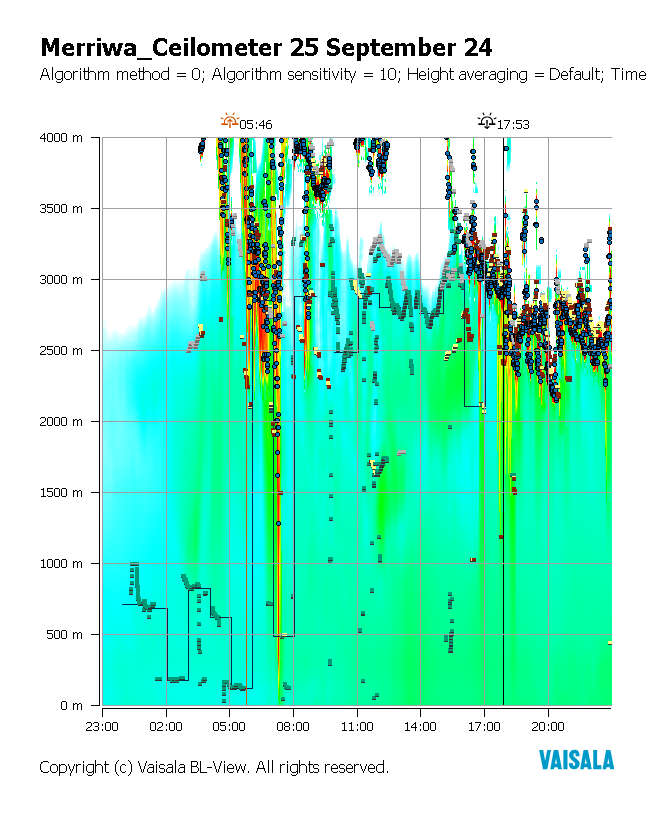 Merriwa_Ceilometer 25 September 24
Algorithm method = 0; Algorithm sensitivity = 10; Height averaging = Default; Time
05:46
17:53
4000 m
3500 m
3000 m
2500 m
2000 m
1500 m
1000 m
500 m
0 m
23:00 02:00 05:00 08:00 11:00 14:00 17:00 20:00
Copyright (c) Vaisala BL-View. All rights reserved.
VAISALA